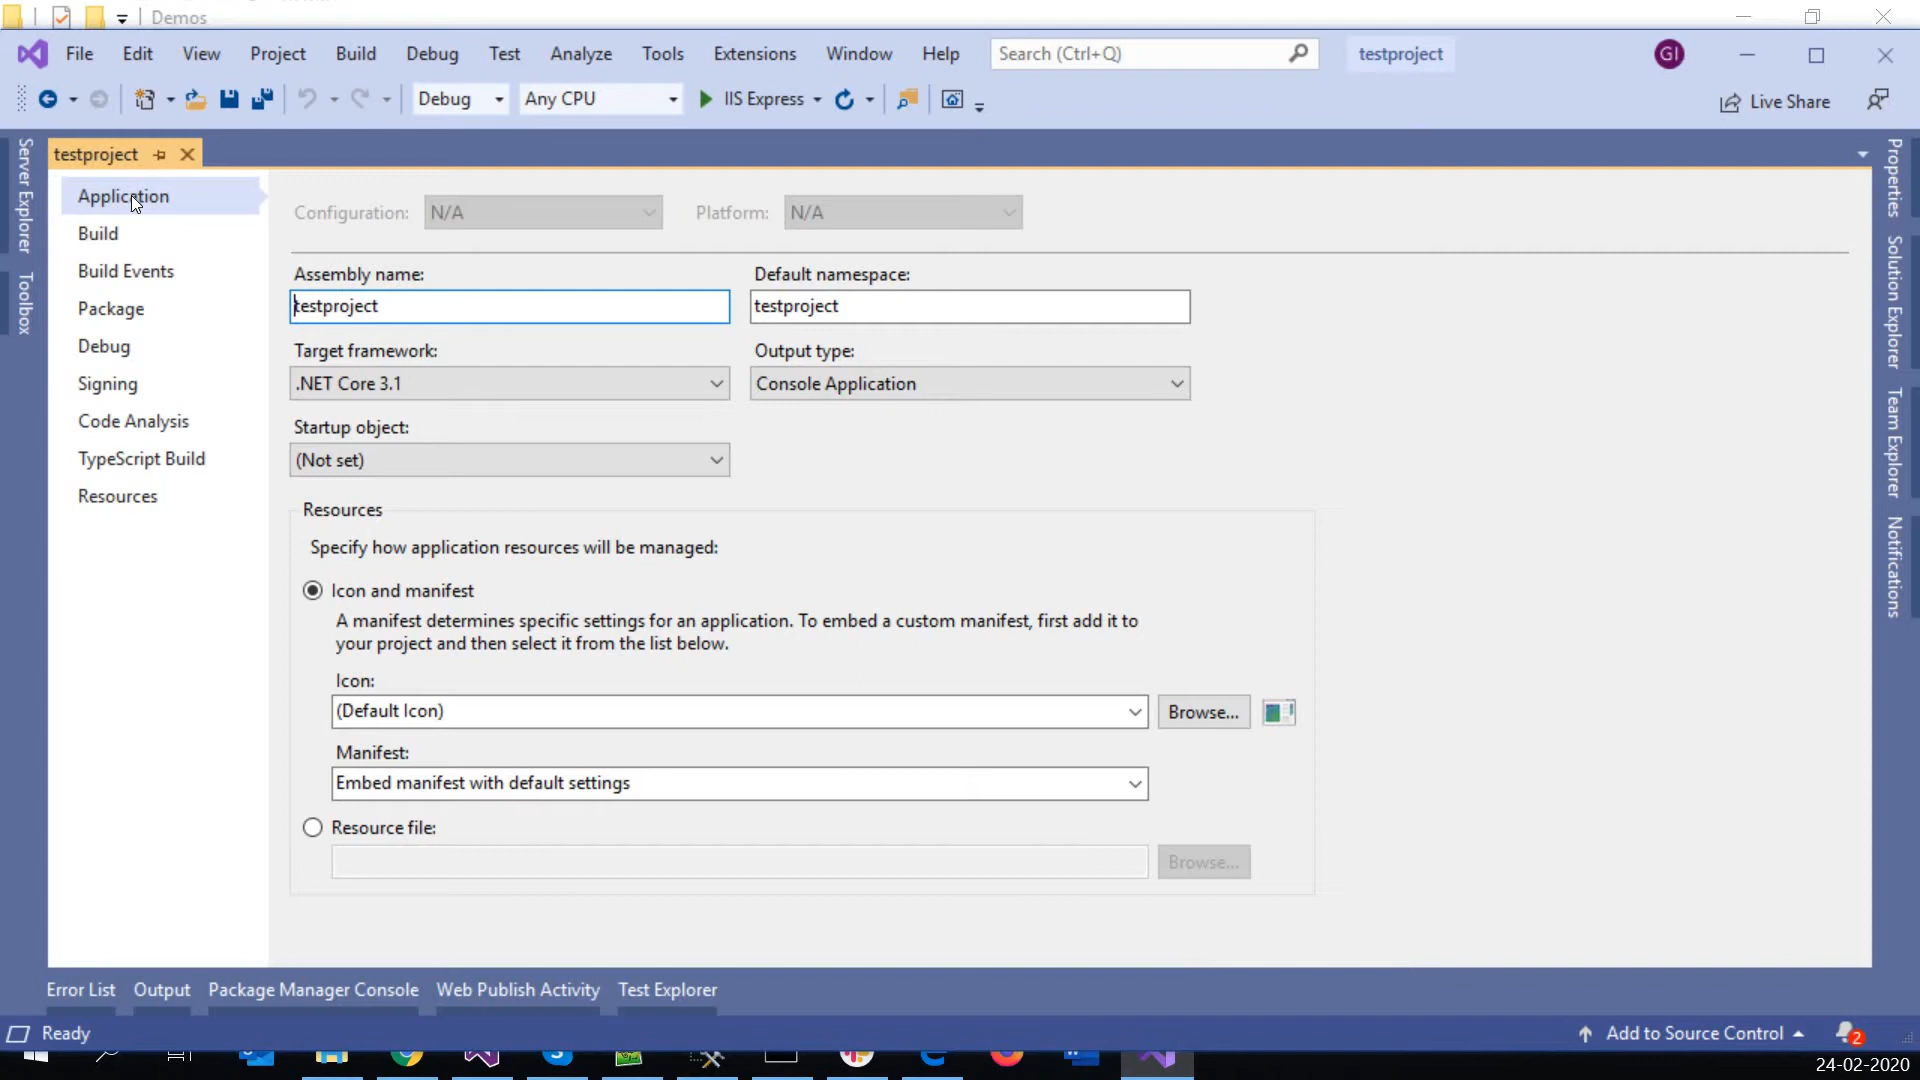 Demos
File Edit View Project Build Debug Test Analyze Tools Extensions Window Help Search (Ctrl+Q) testproject GI
Debug Any CPU IIS Express Live Share
Server Explorer
Toolbox
testproject
Application
Build
Build Events
Package
Debug
Signing
Code Analysis
TypeScript Build
Resources
Configuration: N/A Platform: N/A
Assembly name: Default namespace:
testproject testproject
Target framework: Output type:
.NET Core 3.1 Console Application
Startup object:
(Not set)
Resources
Specify how application resources will be managed:
Icon and manifest
A manifest determines specific settings for an application. To embed a custom manifest, first add it to
your project and then select it from the list below.
Icon:
(Default Icon) Browse...
Manifest:
Embed manifest with default settings
Resource file:
Browse...
Properties
Solution Explorer
Team Explorer
Notifications
Error List Output Package Manager Console Web Publish Activity Test Explorer
Ready Add to Source Control 2
24-02-2020